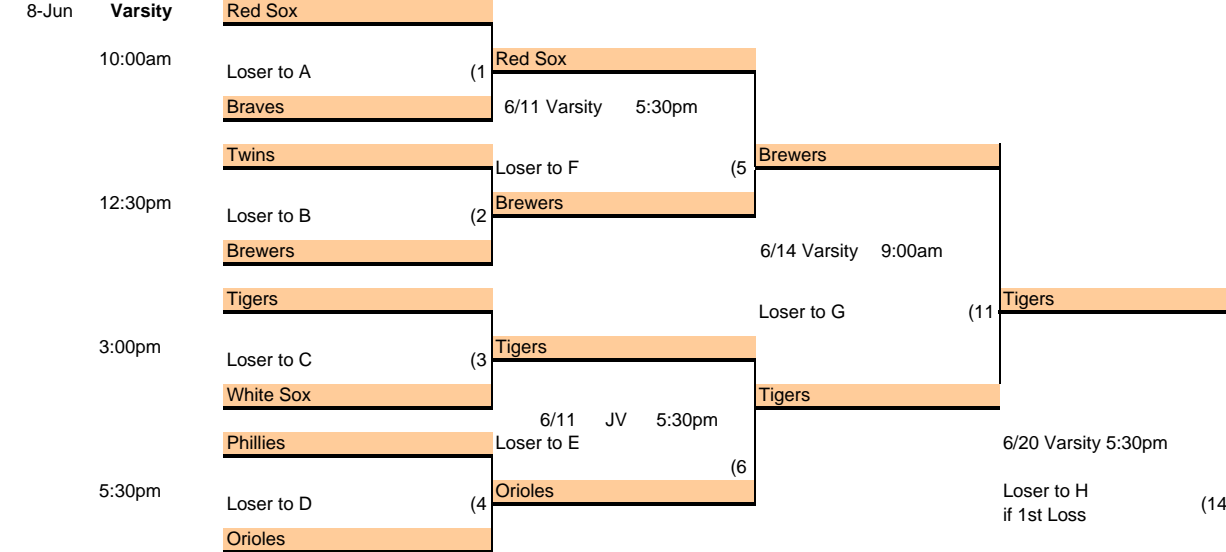 8-Jun Varsity Red Sox
10:00am Red Sox
Loser to A (1
Braves 6/11 Varsity 5:30pm
Twins Brewers
Loser to F (5
12:30pm Brewers
Loser to B (2
Brewers 6/14 Varsity 9:00am
Tigers Tigers
Loser to G (11
3:00pm Tigers
Loser to C (3
White Sox Tigers
6/11 JV 5:30pm
Phillies Loser to E 6/20 Varsity 5:30pm
(6
5:30pm Orioles Loser to H
Loser to D (4 (14
if 1st Loss
Orioles